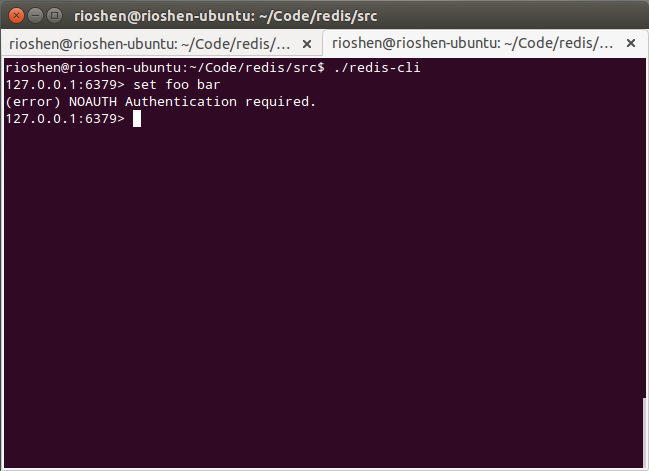 rioshen@rioshen-ubuntu: ~/Code/redis/src
rioshen@rioshen-ubuntu: ~/Code/redis/... × rioshen@rioshen-ubuntu: ~/Code/redis/... ×
rioshen@rioshen-ubuntu:~/Code/redis/src$ ./redis-cli
127.0.0.1:6379> set foo bar
(error) NOAUTH Authentication required.
127.0.0.1:6379>